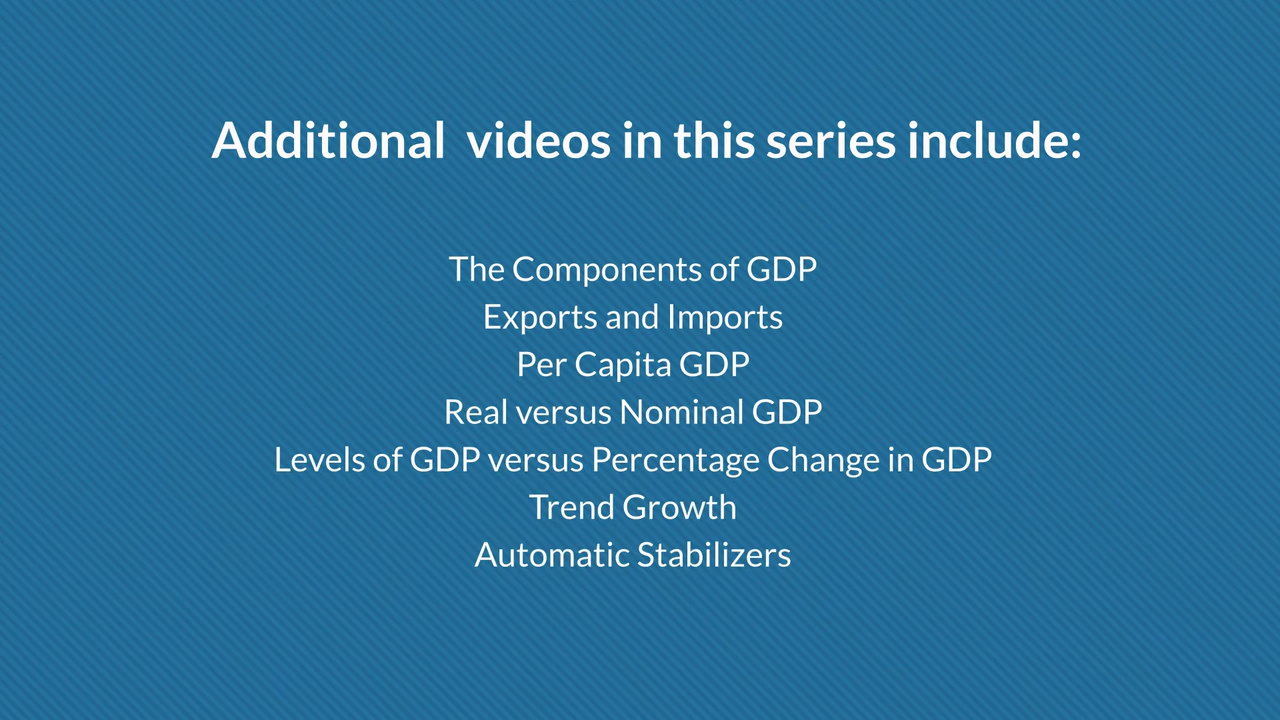 Additional  videos in this series include:
The Components of GDP
Exports and Imports
Per Capita GDP
Real versus Nominal GDP
Levels of GDP versus Percentage Change in GDP
Trend Growth
Automatic Stabilizers